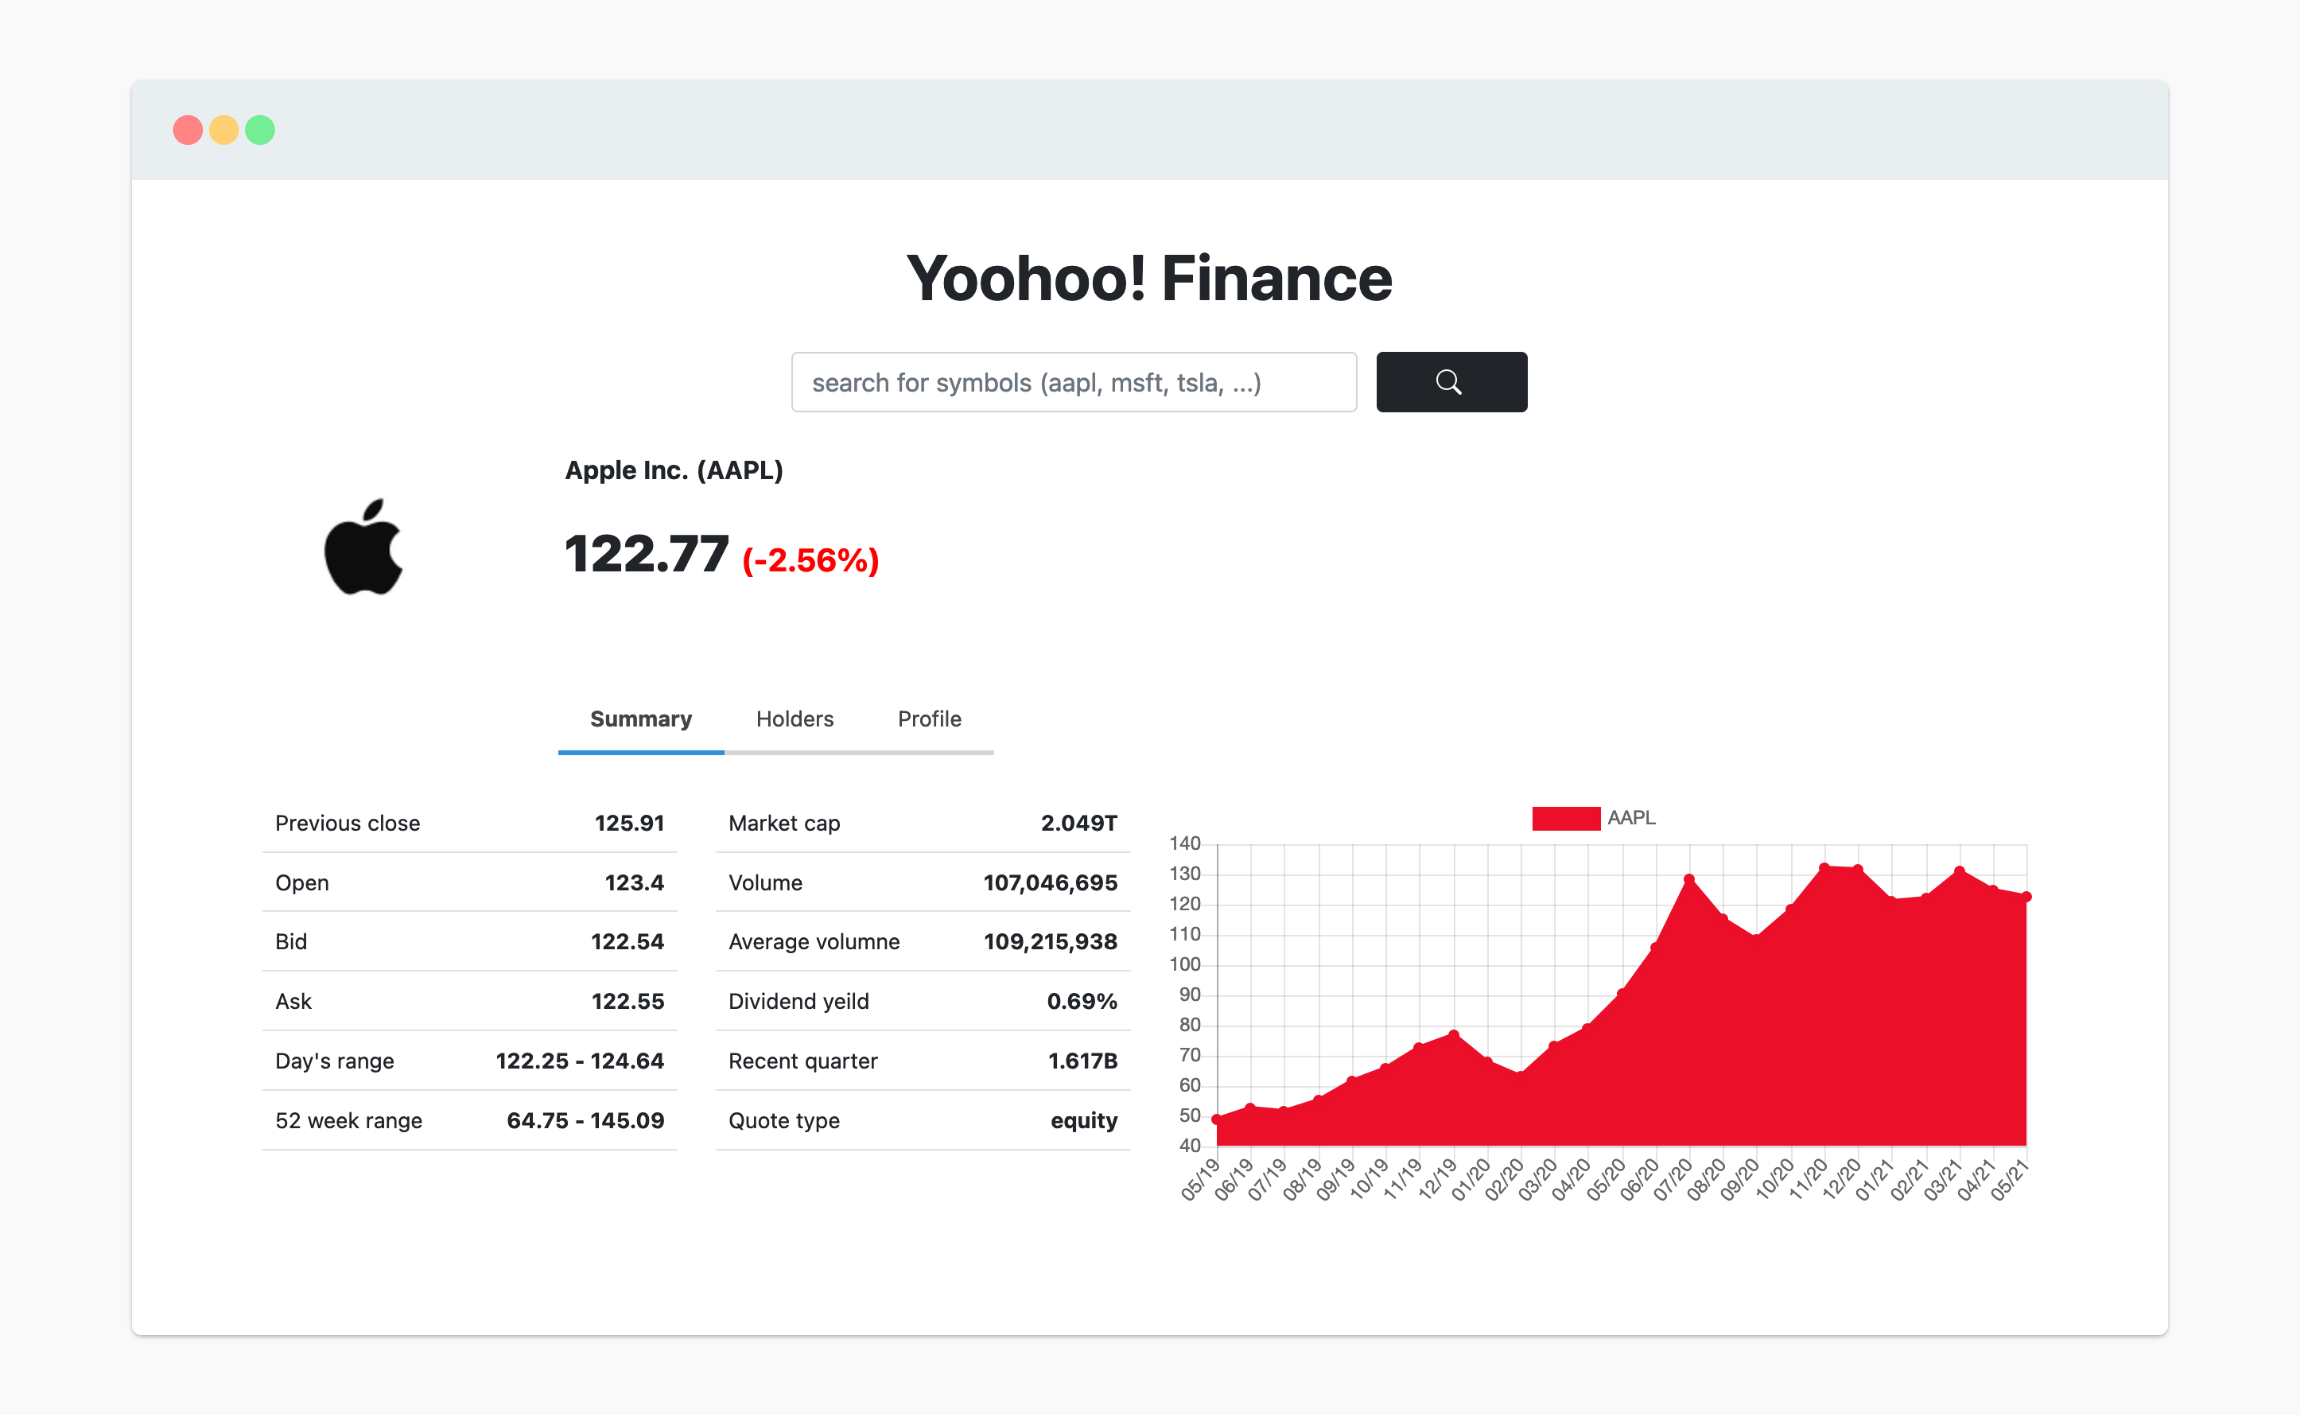 Yoohoo! Finance
search for symbols (aapl, msft, tsla, ...)
Apple Inc. (AAPL)
122.77 (-2.56%)
Summary Holders Profile
Previous close 125.91
Open 123.4
Bid 122.54
Ask 122.55
Day's range 122.25 - 124.64
52 week range 64.75 - 145.09
Market cap 2.049T
Volume 107,046,695
Average volumne 109,215,938
Dividend yeild 0.69%
Recent quarter 1.617B
Quote type equity
AAPL
140
130
120
110
100
90
80
70
60
50
40
05/19 06/19 07/19 08/19 09/19 10/19 11/19 12/19 01/20 02/20 03/20 04/20 05/20 06/20 07/20 08/20 09/20 10/20 11/20 12/20 01/21 02/21 03/21 04/21 05/21